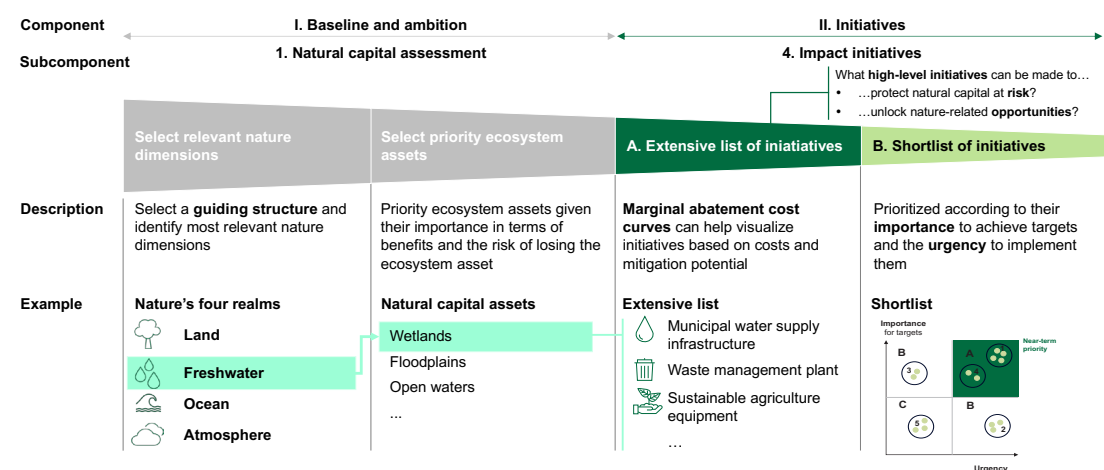 Component
I. Baseline and ambition
II. Initiatives
Subcomponent
1. Natural capital assessment
4. Impact initiatives
What high-level initiatives can be made to…
• …protect natural capital at risk?
• …unlock nature-related opportunities?
Select relevant nature
dimensions
Select priority ecosystem
assets
A. Extensive list of iniatiatives
B. Shortlist of initiatives
Description
Select a guiding structure and
identify most relevant nature
dimensions
Priority ecosystem assets given
their importance in terms of
benefits and the risk of losing the
ecosystem asset
Marginal abatement cost
curves can help visualize
initiatives based on costs and
mitigation potential
Prioritized according to their
importance to achieve targets
and the urgency to implement
them
Example
Nature's four realms
Land
Freshwater
Ocean
Atmosphere
Natural capital assets
Wetlands
Floodplains
Open waters
...
Extensive list
Municipal water supply
infrastructure
Waste management plant
Sustainable agriculture
equipment
…
Shortlist
Importance
for targets
Near-term
priority
B
A
3
C
B
5
2
Urgency